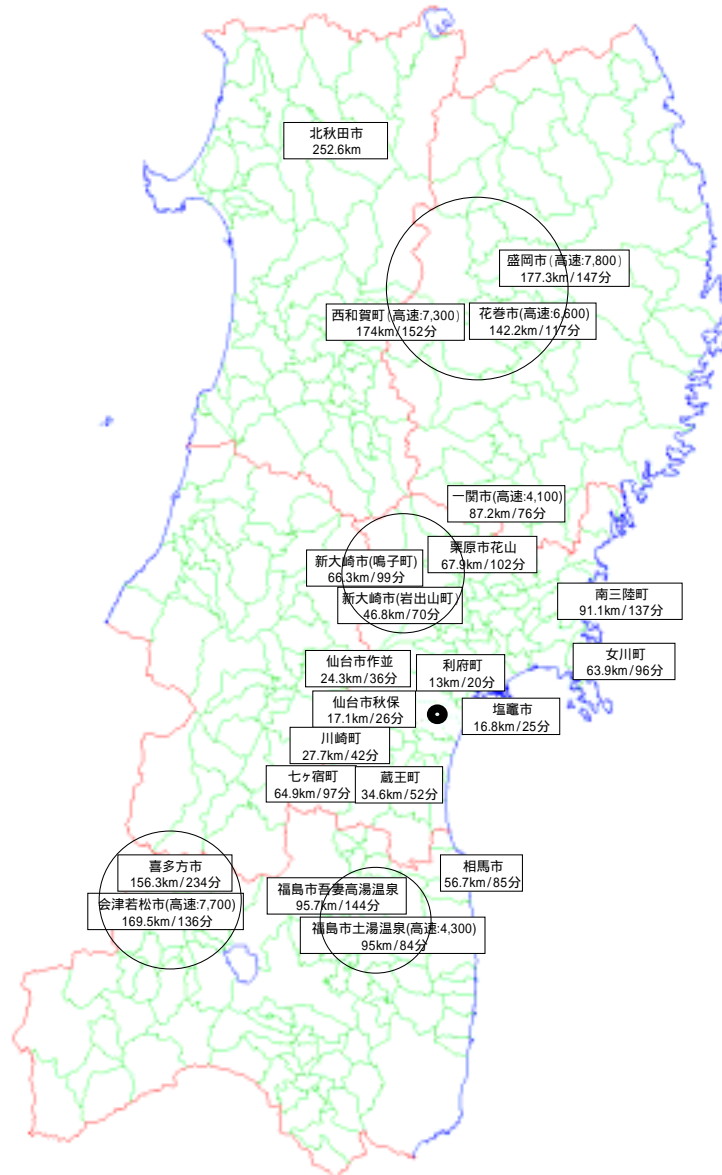 北秋田市
252.6km
盛岡市(高速:7,800)
177.3km/147分
西和賀町(高速:7,300)
174km/152分
花巻市(高速:6,600)
142.2km/117分
一関市(高速:4,100)
87.2km/76分
栗原市花山
67.9km/102分
新大崎市(鳴子町)
66.3km/99分
新大崎市(岩出山町)
46.8km/70分
南三陸町
91.1km/137分
女川町
63.9km/96分
仙台市作並
24.3km/36分
利府町
13km/20分
仙台市秋保
17.1km/26分
塩竈市
16.8km/25分
川崎町
27.7km/42分
七ヶ宿町
64.9km/97分
蔵王町
34.6km/52分
喜多方市
156.3km/234分
相馬市
56.7km/85分
福島市吾妻高湯温泉
95.7km/144分
会津若松市(高速:7,700)
169.5km/136分
福島市土湯温泉(高速:4,300)
95km/84分